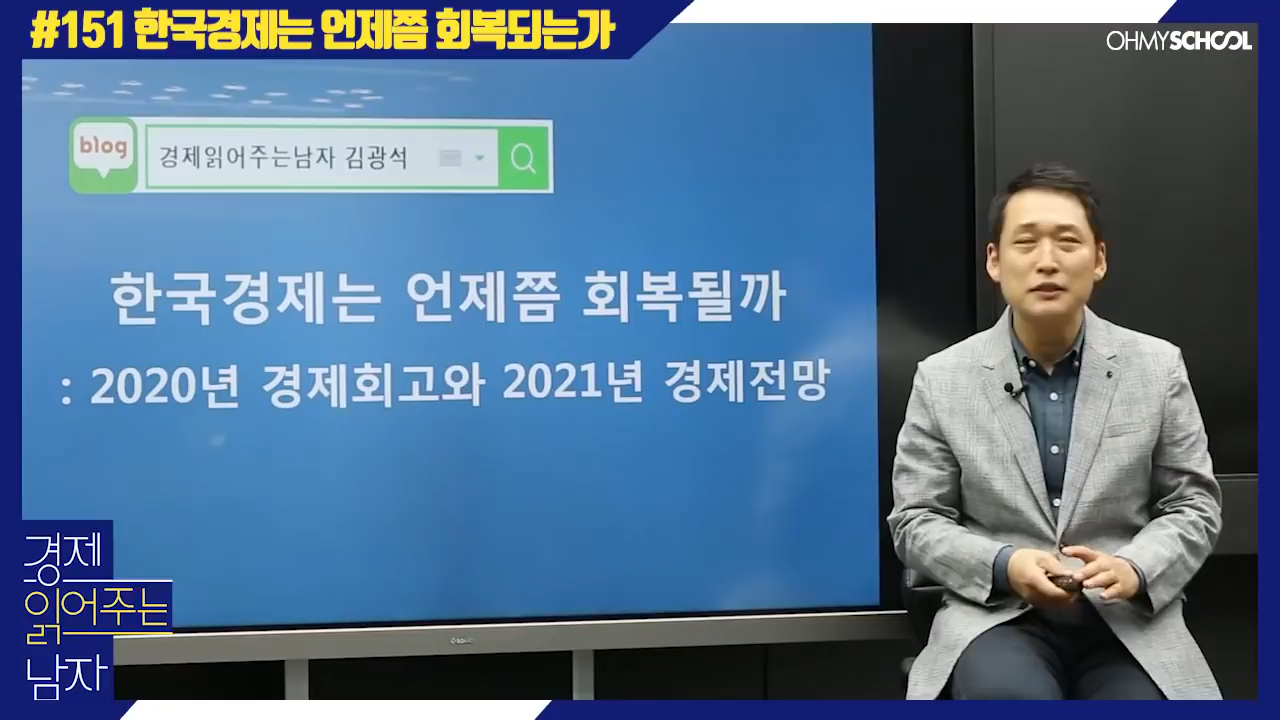 #151 한국경제는 언제쯤 회복되는가
OHMYSCHOOL
blog
경제읽어주는남자 김광석
한국경제는 언제쯤 회복될까
: 2020년 경제회고와 2021년 경제전망
경제
읽어주는
남자